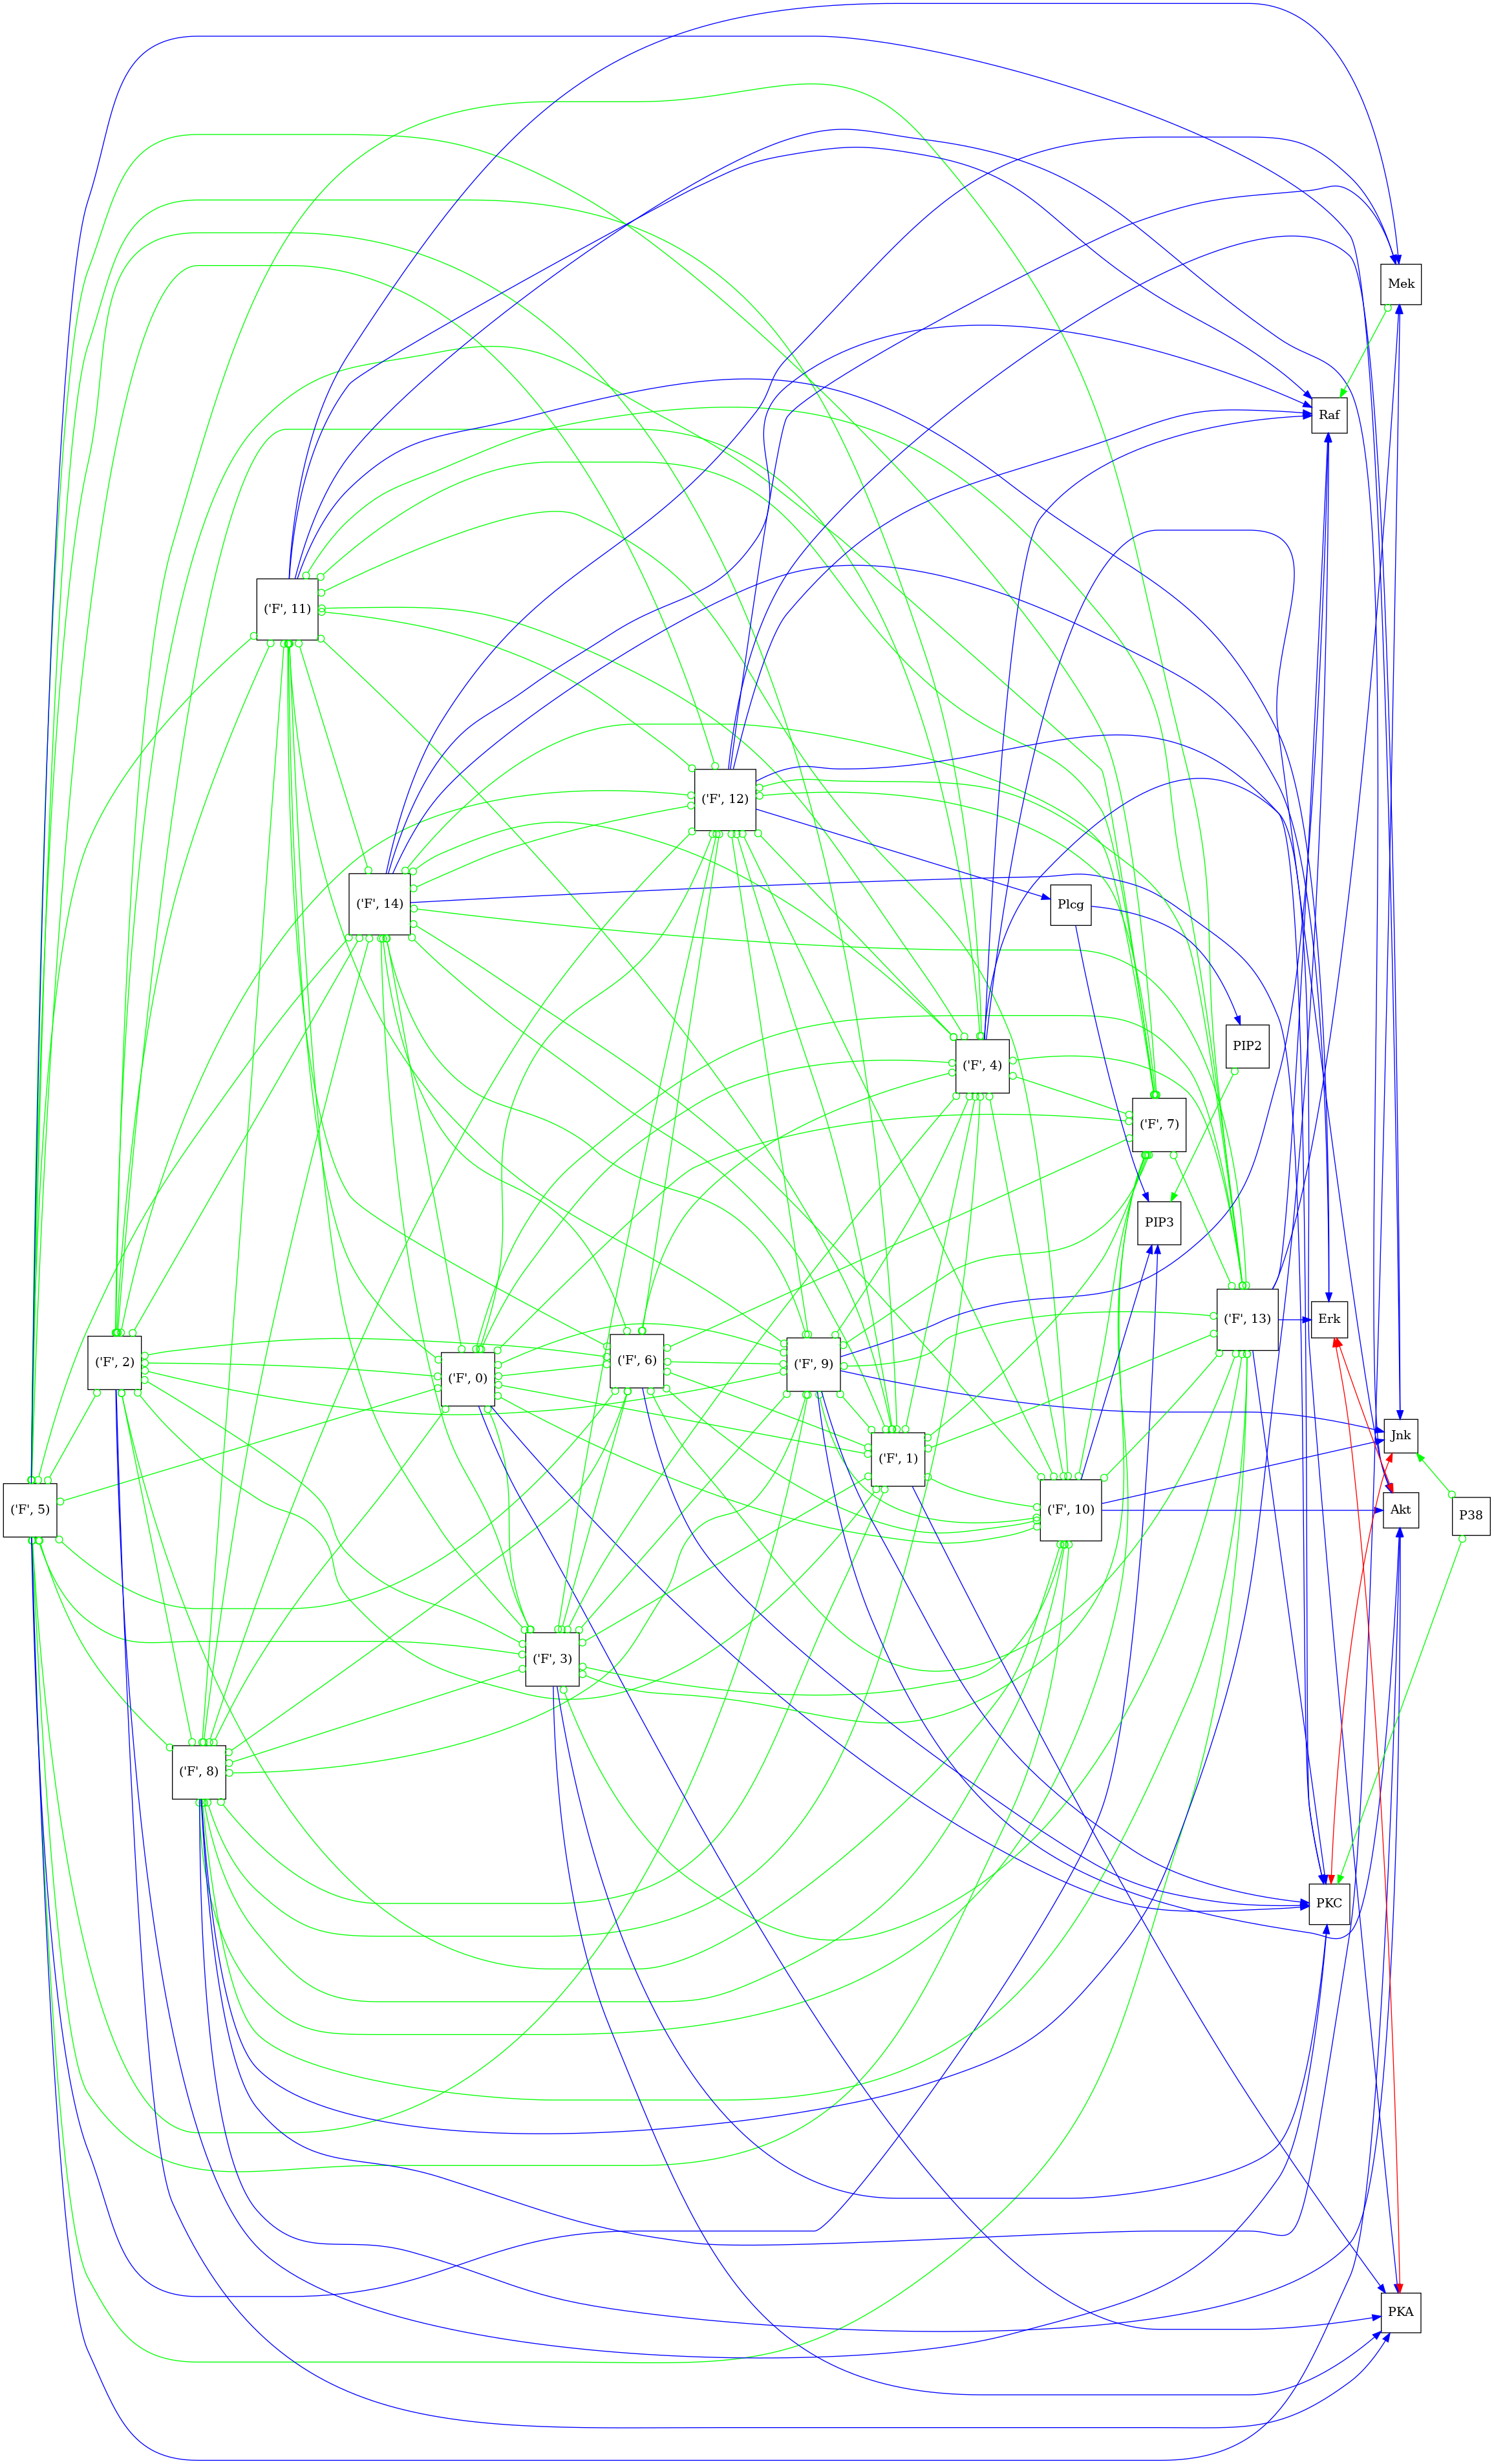 Mek
Raf
('F', 11)
('F', 12)
('F', 14)
Plcg
PIP2
('F', 4)
('F', 7)
PIP3
('F', 13)
Erk
('F', 2)
('F', 0)
('F', 6)
('F', 9)
Jnk
('F', 1)
('F', 5)
('F', 10)
Akt
P38
('F', 3)
('F', 8)
PKC
PKA